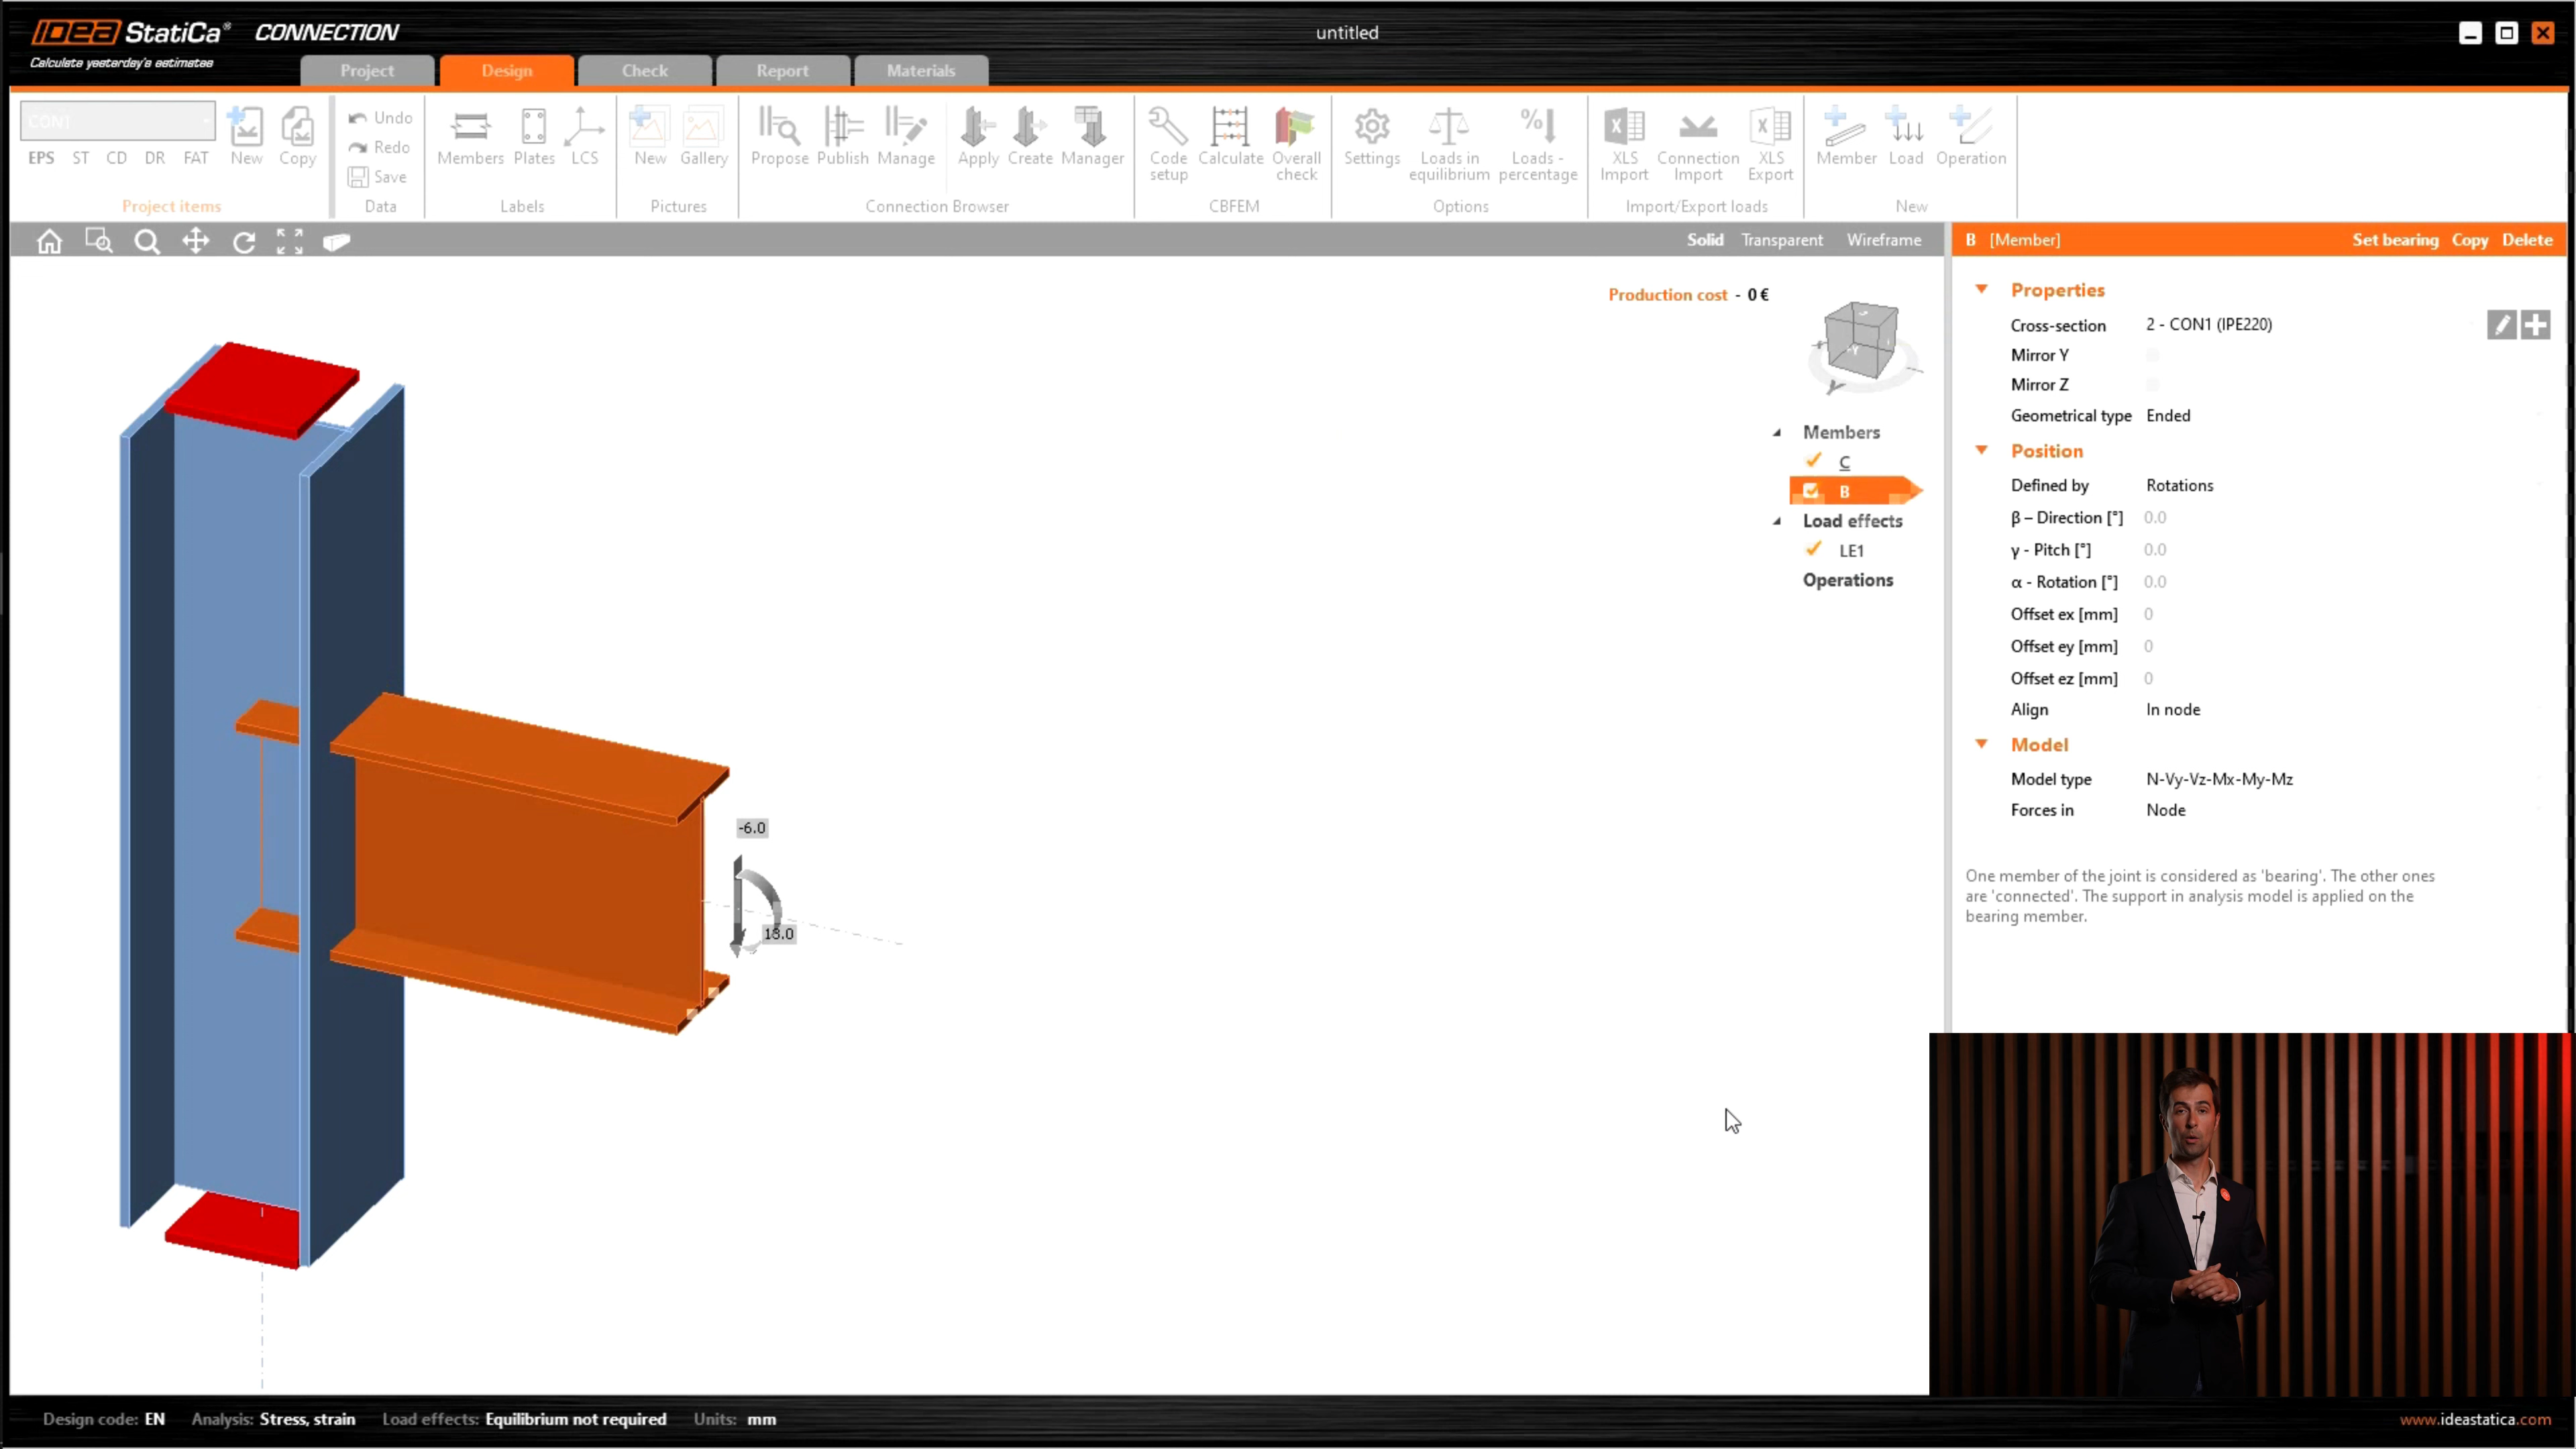 IDEA StatiCa® CONNECTION
Calculate yesterday's estimates
untitled
Project Design Check Report Materials
CON1
EPS ST CD DR FAT New Copy
Project items
Undo
Redo
Save
Data
Members Plates LCS
Labels
New Gallery
Pictures
Propose Publish Manage Apply Create Manager
Connection Browser
Code setup Calculate Overall check
CBFEM
Settings Loads in equilibrium Loads - percentage
Options
XLS Import Connection Import XLS Export
Import/Export loads
Member Load Operation
New
Solid Transparent Wireframe
B [Member] Set bearing Copy Delete
Production cost - 0 €
Members
C
B
Load effects
LE1
Operations
-6.0
18.0
Properties
Cross-section 2 - CON1 (IPE220)
Mirror Y
Mirror Z
Geometrical type Ended
Position
Defined by Rotations
β – Direction [°] 0.0
γ - Pitch [°] 0.0
α - Rotation [°] 0.0
Offset ex [mm] 0
Offset ey [mm] 0
Offset ez [mm] 0
Align In node
Model
Model type N-Vy-Vz-Mx-My-Mz
Forces in Node
One member of the joint is considered as 'bearing'. The other ones
are 'connected'. The support in analysis model is applied on the
bearing member.
Design code: EN Analysis: Stress, strain Load effects: Equilibrium not required Units: mm
www.ideastatica.com